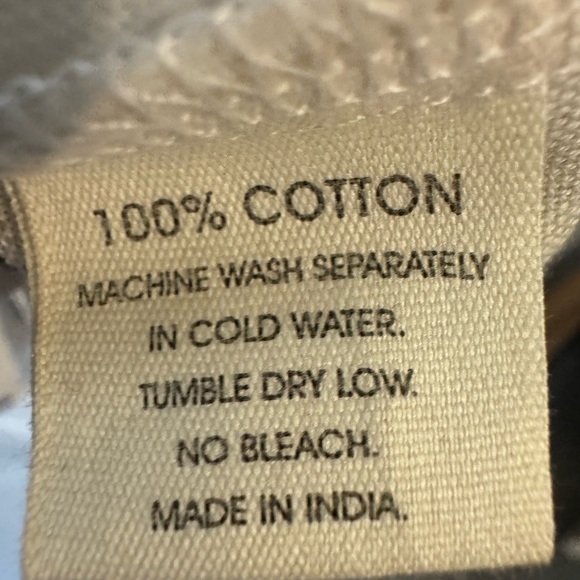 100% COTTON
MACHINE WASH SEPARATELY
IN COLD WATER.
TUMBLE DRY LOW.
NO BLEACH.
MADE IN INDIA.